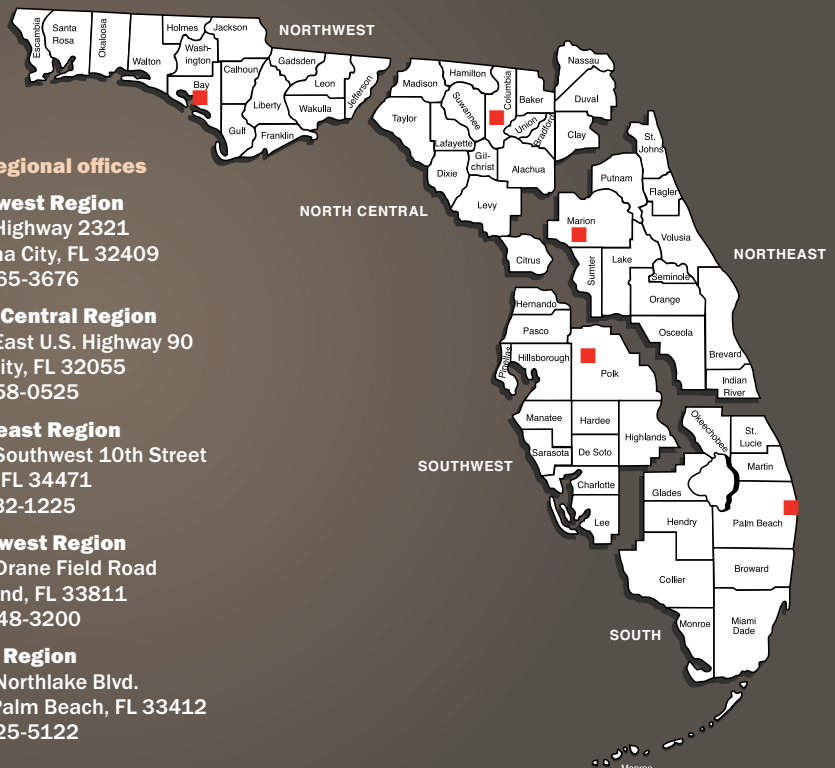 NORTHWEST
Escambia
Santa
Rosa
Okaloosa
Walton
Holmes
Wash-
ington
Jackson
Bay
Calhoun
Gulf
Liberty
Gadsden
Franklin
Leon
Wakulla
Jefferson
NORTH CENTRAL
Madison
Taylor
Hamilton
Suwannee
Lafayette
Columbia
Baker
Union
Bradford
Nassau
Duval
Clay
Gil-
christ
Dixie
Alachua
Levy
Citrus
NORTHEAST
St.
Johns
Putnam
Flagler
Marion
Volusia
Sumter
Lake
Seminole
Orange
Osceola
Brevard
Indian
River
SOUTHWEST
Hernando
Pasco
Pinellas
Hillsborough
Polk
Manatee
Hardee
Highlands
Sarasota
De Soto
Charlotte
Lee
SOUTH
Okeechobee
St.
Lucie
Martin
Glades
Hendry
Palm Beach
Collier
Broward
Monroe
Miami
Dade
egional offices
west Region
Highway 2321
na City, FL 32409
65-3676
Central Region
East U.S. Highway 90
ity, FL 32055
58-0525
east Region
Southwest 10th Street
FL 34471
32-1225
west Region
Drane Field Road
nd, FL 33811
48-3200
Region
Northlake Blvd.
Palm Beach, FL 33412
25-5122